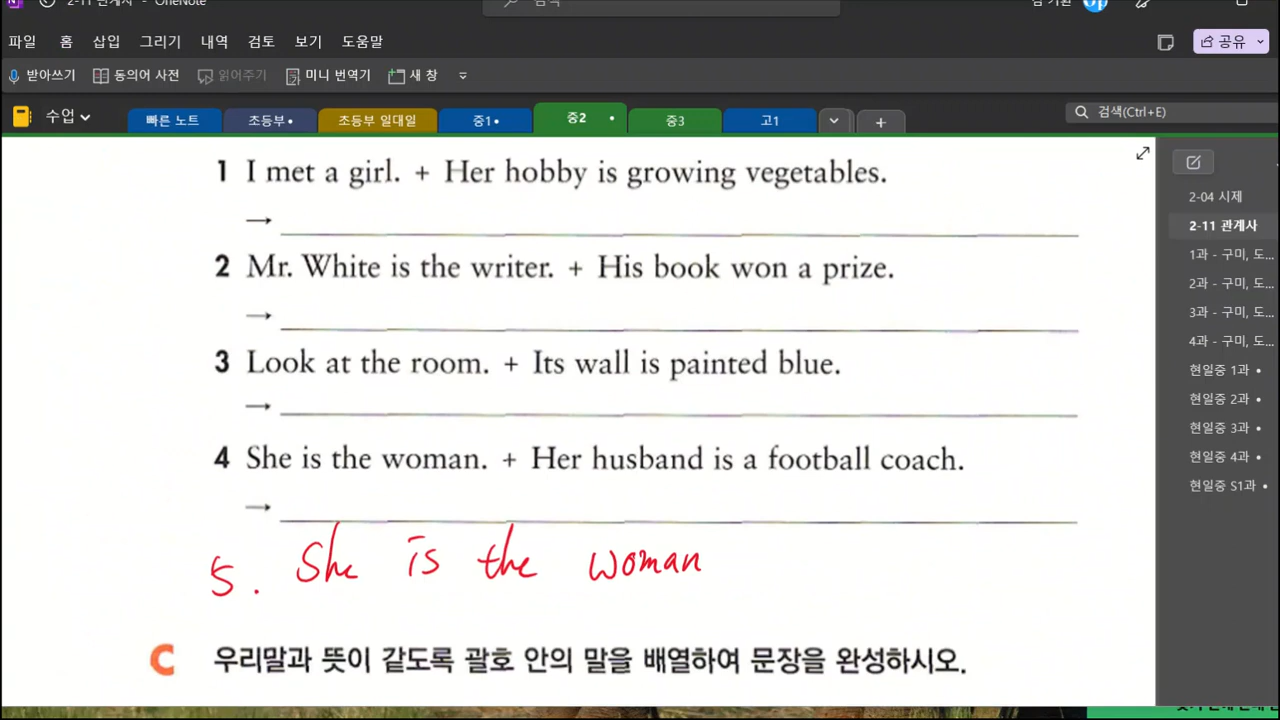 2-11 관계사 - OneNote
검색
파일 홈 삽입 그리기 내역 검토 보기 도움말
공유
받아쓰기 동의어 사전 읽어주기 미니 번역기 새 창
수업
빠른 노트 초등부 초등부 일대일 중1 중2 중3 고1 +
검색(Ctrl+E)
1 I met a girl. + Her hobby is growing vegetables.
→
2 Mr. White is the writer. + His book won a prize.
→
3 Look at the room. + Its wall is painted blue.
→
4 She is the woman. + Her husband is a football coach.
→
5. She is the woman
C 우리말과 뜻이 같도록 괄호 안의 말을 배열하여 문장을 완성하시오.
2-04 시제
2-11 관계사
1과 - 구미, 도...
2과 - 구미, 도...
3과 - 구미, 도...
4과 - 구미, 도...
현일중 1과
현일중 2과
현일중 3과
현일중 4과
현일중 S1과